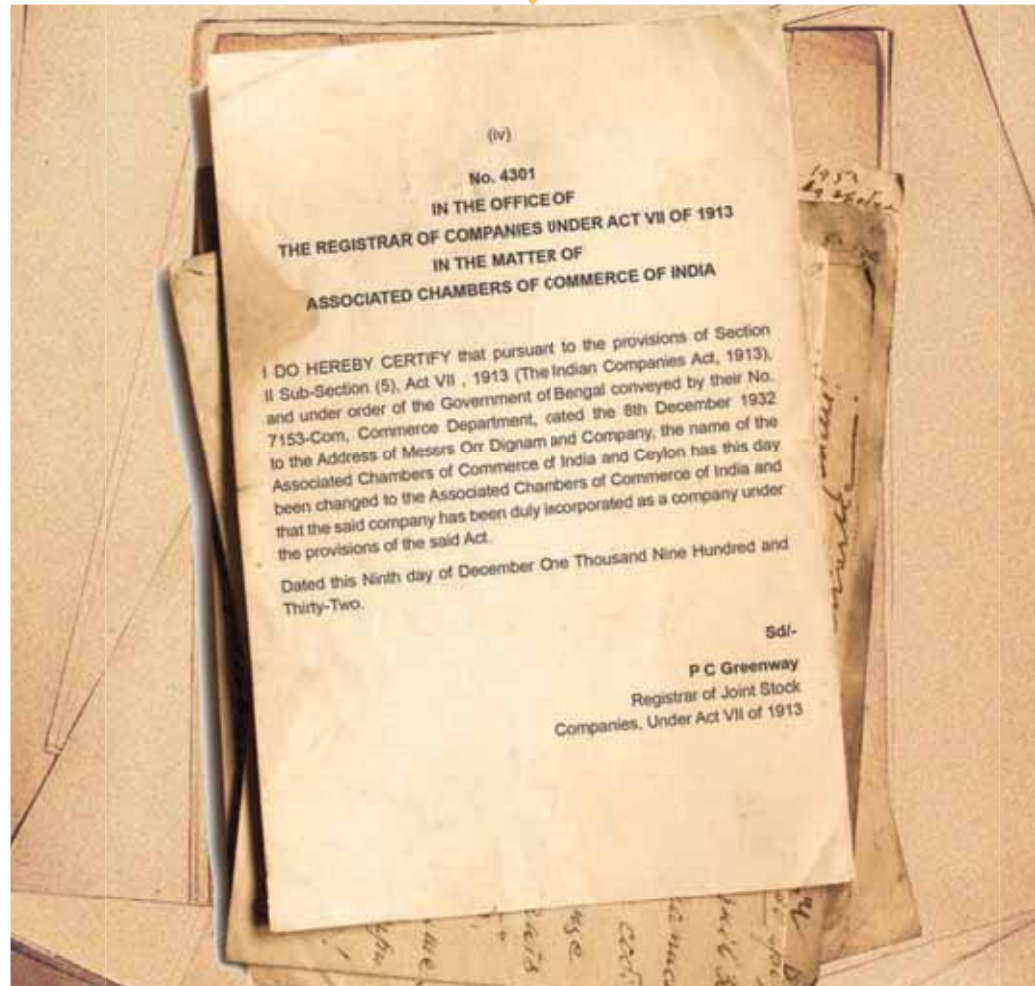 (iv)
No. 4301
IN THE OFFICE OF
THE REGISTRAR OF COMPANIES UNDER ACT VII OF 1913
IN THE MATTER OF
ASSOCIATED CHAMBERS OF COMMERCE OF INDIA
I DO HEREBY CERTIFY that pursuant to the provisions of Section
II Sub-Section (5), Act VII , 1913 (The Indian Companies Act, 1913),
and under order of the Government of Bengal conveyed by their No.
7153-Com, Commerce Department, cated the 8th December 1932
to the Address of Messrs Orr Dignam and Company, the name of the
Associated Chambers of Commerce of India and Ceylon has this day
been changed to the Associated Chambers of Commerce of India and
that the said company has been duly incorporated as a company under
the provisions of the said Act.
Dated this Ninth day of December One Thousand Nine Hundred and
Thirty-Two.
Sd/-
P C Greenway
Registrar of Joint Stock
Companies, Under Act VII of 1913
1953